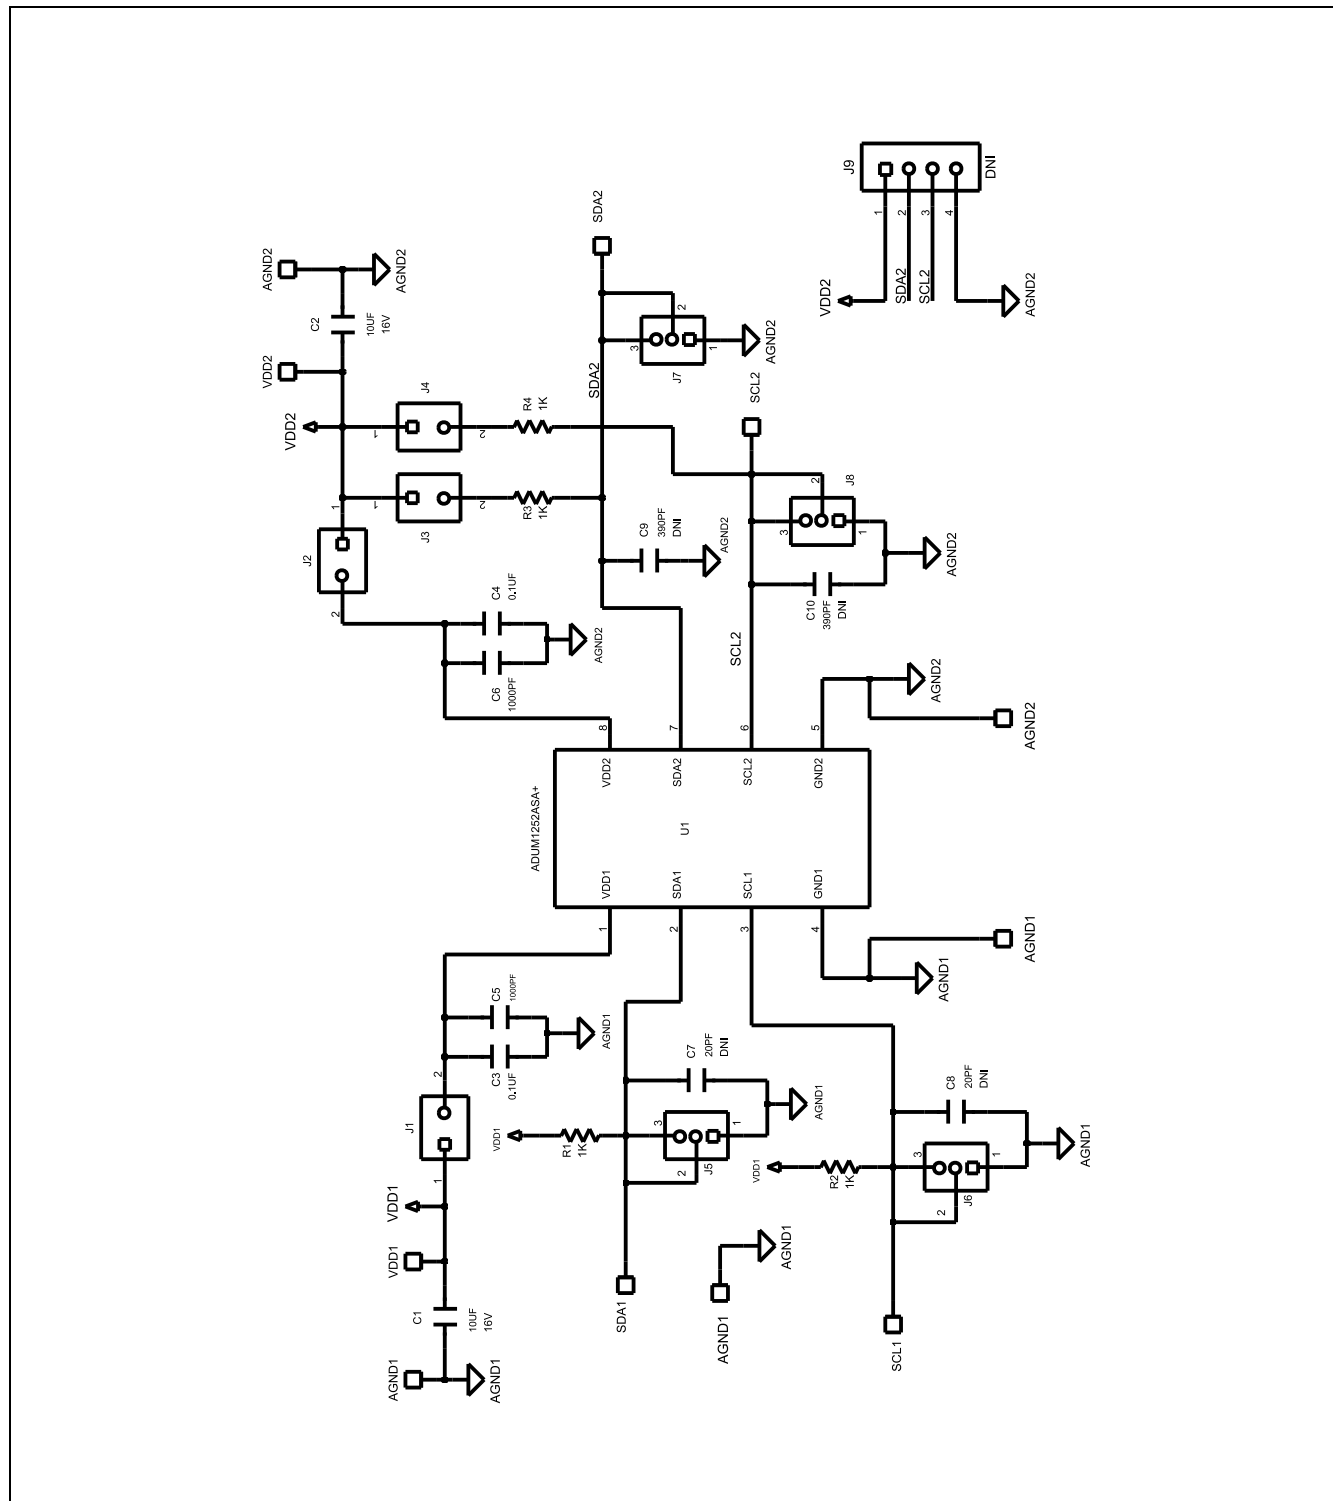 AGND2
AGND2
C2
10UF
16V
VDD2
VDD2
J4
1
2
R4
1K
J3
1
2
R3
1K
J2
1
2
C4
0.1UF
C6
1000PF
AGND2
SDA2
SDA2
J7
3
2
1
AGND2
C9
390PF
DNI
AGND2
SCL2
SCL2
J8
3
2
1
C10
390PF
DNI
AGND2
J9
DNI
1
2
3
4
VDD2
SDA2
SCL2
AGND2
AGND2
AGND2
ADUM1252ASA+
U1
VDD2
8
SDA2
7
SCL2
6
GND2
5
VDD1
1
SDA1
2
SCL1
3
GND1
4
AGND1
AGND1
C5
1000PF
C3
0.1UF
AGND1
J1
2
1
VDD1
VDD1
C1
10UF
16V
AGND1
AGND1
VDD1
R1
1K
C7
20PF
DNI
J5
3
2
1
AGND1
SDA1
AGND1
AGND1
VDD1
R2
1K
C8
20PF
DNI
J6
3
2
1
AGND1
SCL1